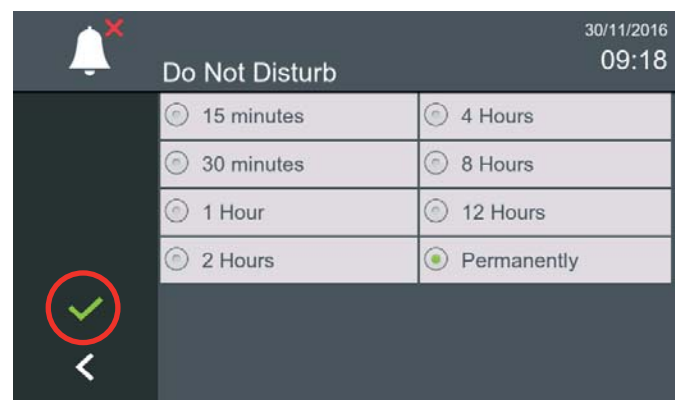 30/11/2016
Do Not Disturb
09:18
15 minutes
4 Hours
30 minutes
8 Hours
1 Hour
12 Hours
2 Hours
Permanently